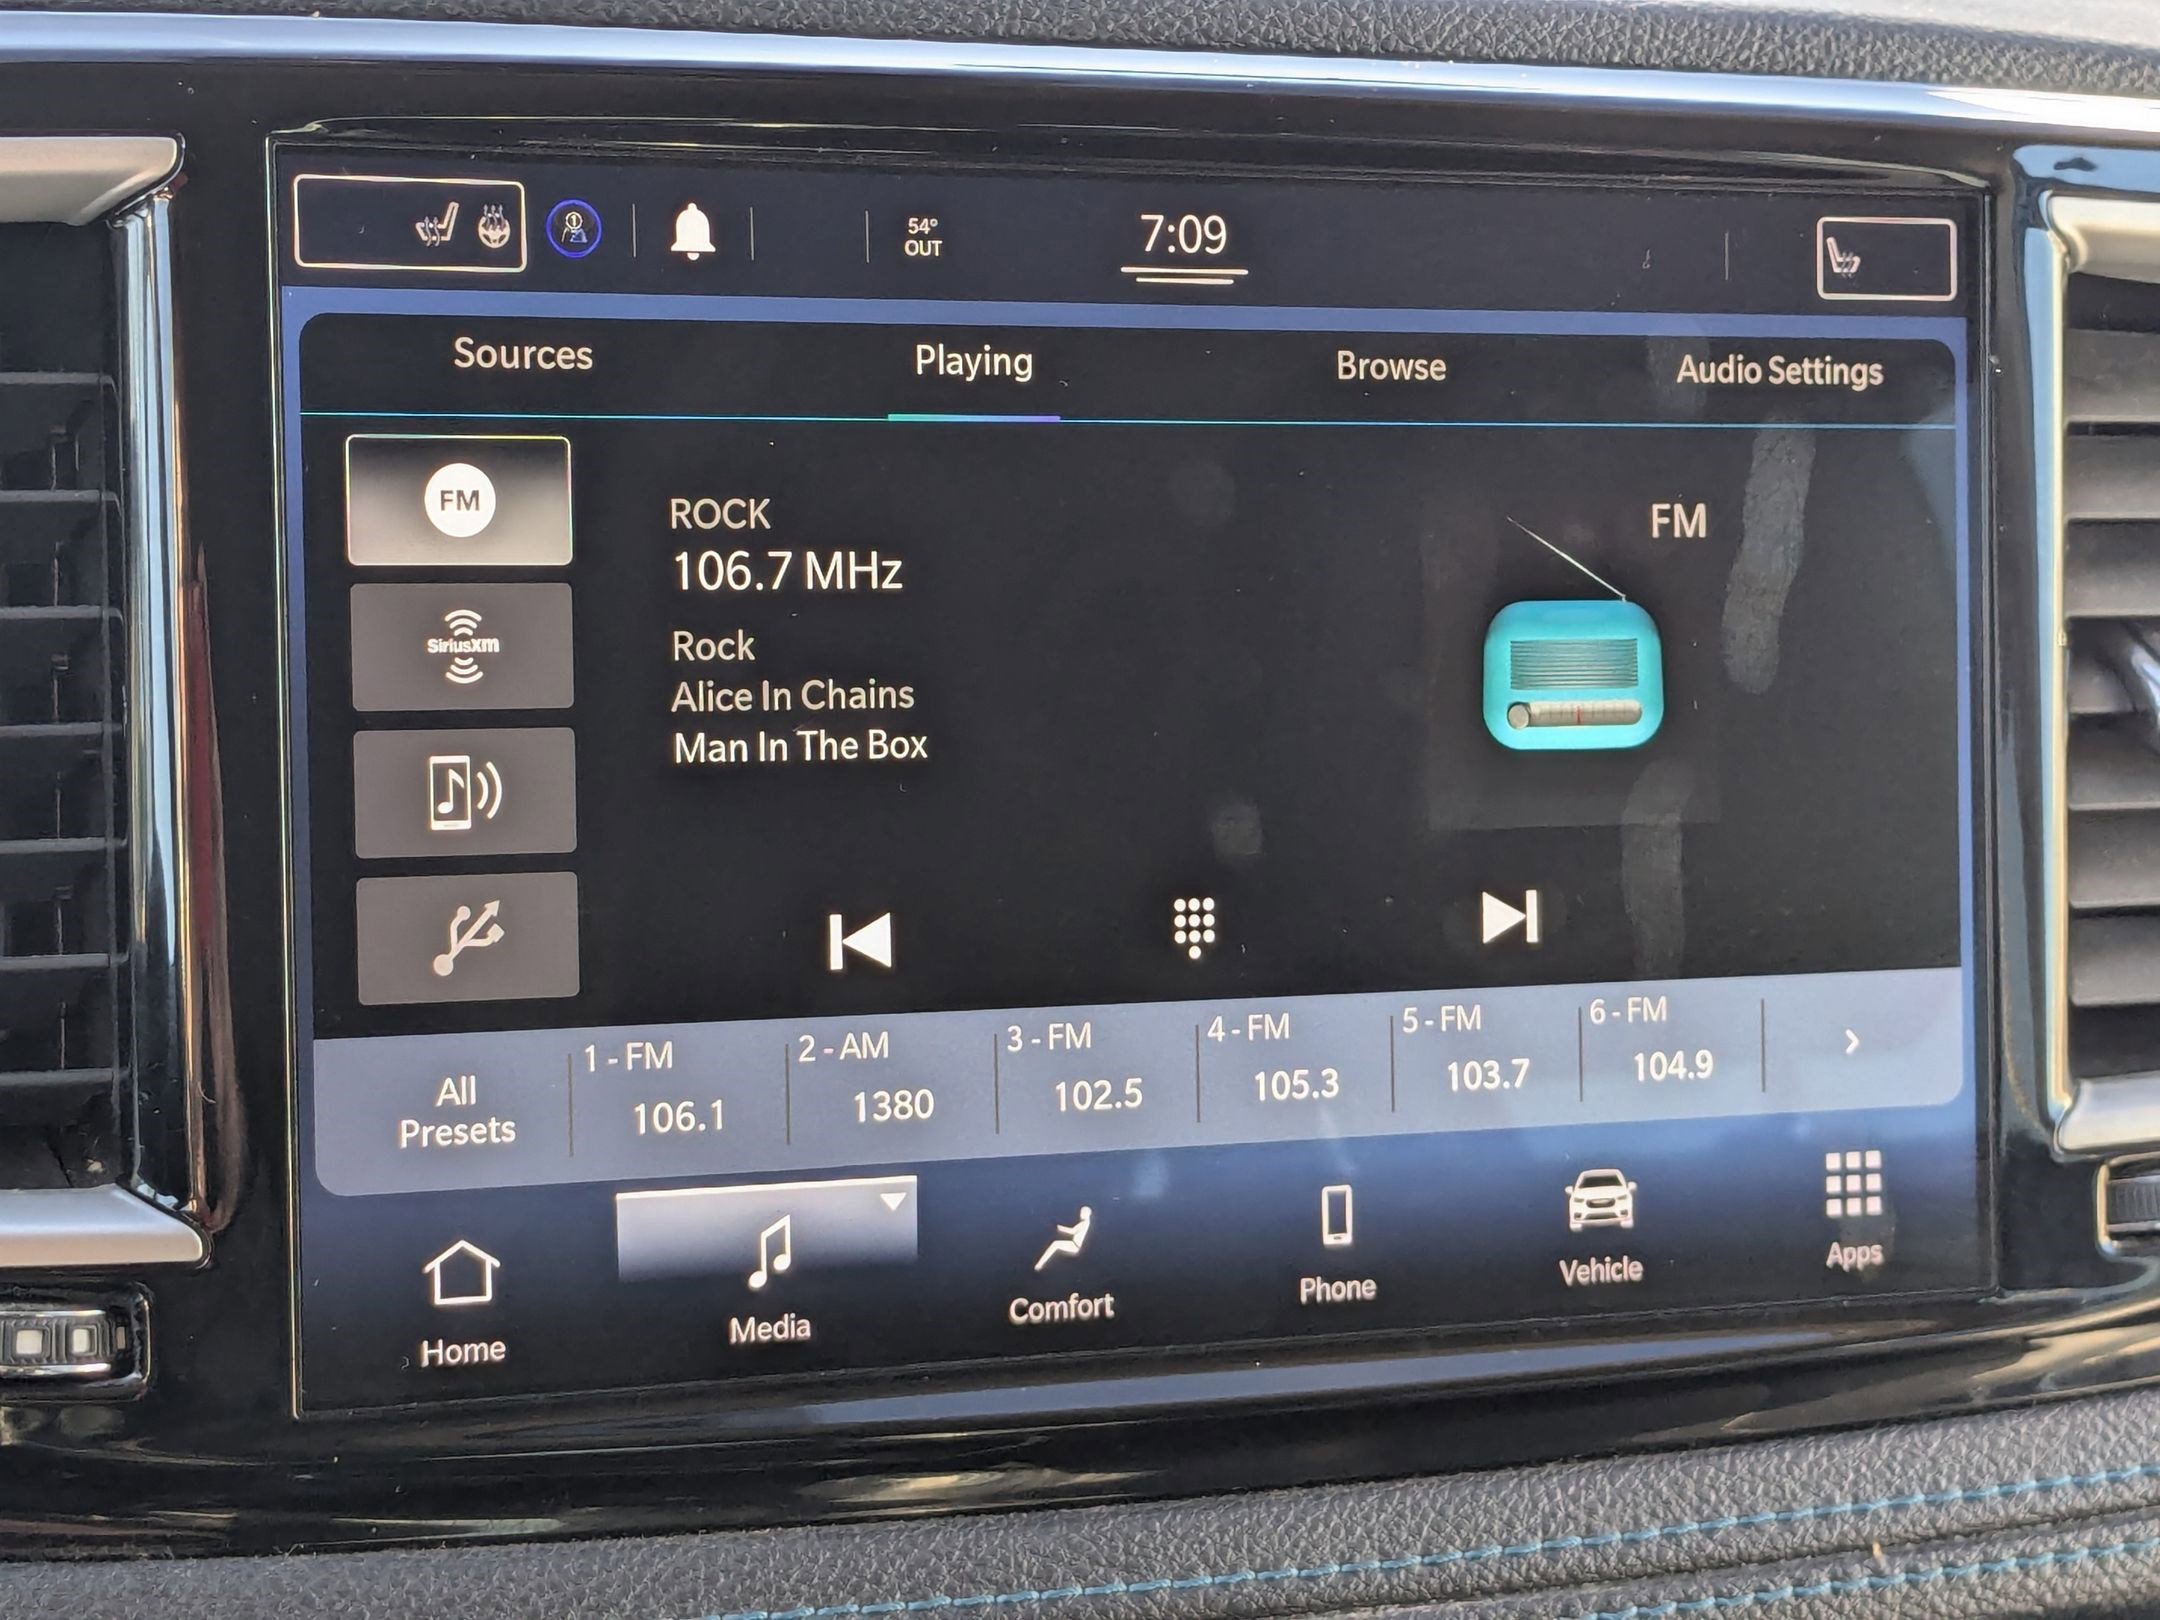 54°
OUT
7:09
Sources
Playing
Browse
Audio Settings
FM
SiriusXm
ROCK
106.7 MHz
Rock
Alice In Chains
Man In The Box
FM
All
Presets
1 - FM
106.1
2 - AM
1380
3 - FM
102.5
4 - FM
105.3
5 - FM
103.7
6 - FM
104.9
Home
Media
Comfort
Phone
Vehicle
Apps